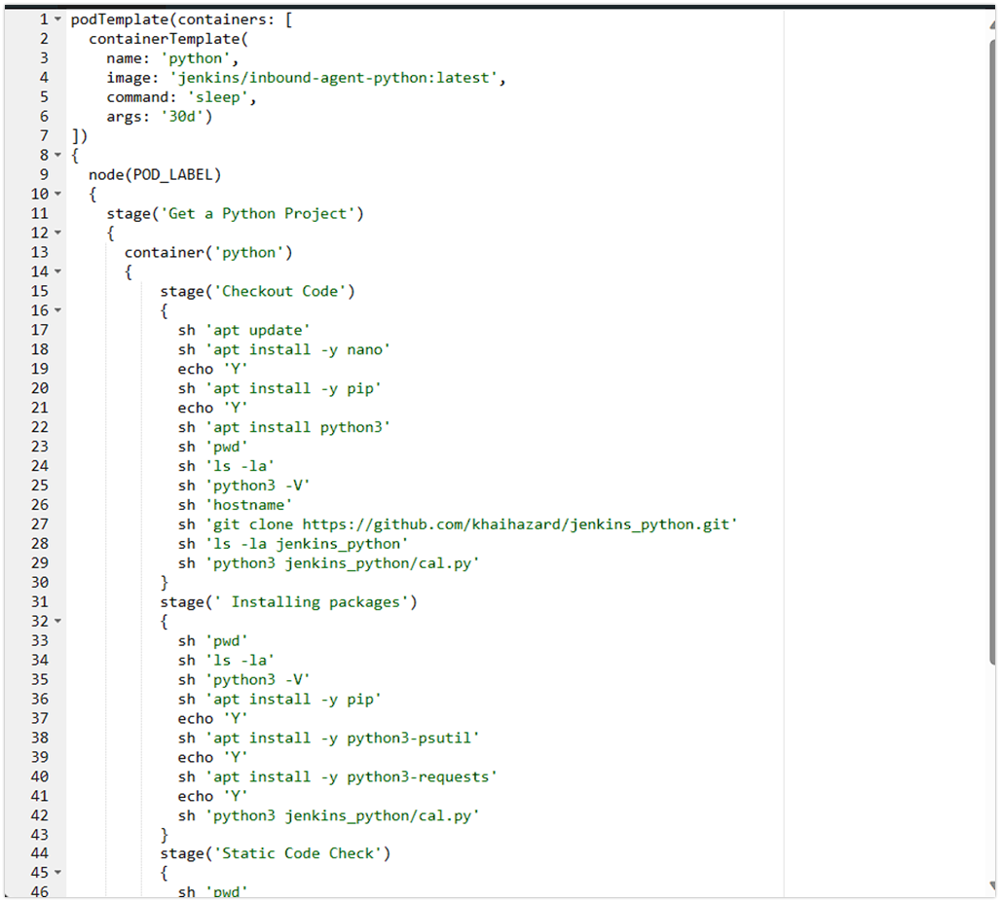 1 podTemplate(containers: [
2 containerTemplate(
3 name: 'python',
4 image: 'jenkins/inbound-agent-python:latest',
5 command: 'sleep',
6 args: '30d')
7 ])
8 {
9 node(POD_LABEL)
10 {
11 stage('Get a Python Project')
12 {
13 container('python')
14 {
15 stage('Checkout Code')
16 {
17 sh 'apt update'
18 sh 'apt install -y nano'
19 echo 'Y'
20 sh 'apt install -y pip'
21 echo 'Y'
22 sh 'apt install python3'
23 sh 'pwd'
24 sh 'ls -la'
25 sh 'python3 -V'
26 sh 'hostname'
27 sh 'git clone https://github.com/khaihazard/jenkins_python.git'
28 sh 'ls -la jenkins_python'
29 sh 'python3 jenkins_python/cal.py'
30 }
31 stage(' Installing packages')
32 {
33 sh 'pwd'
34 sh 'ls -la'
35 sh 'python3 -V'
36 sh 'apt install -y pip'
37 echo 'Y'
38 sh 'apt install -y python3-psutil'
39 echo 'Y'
40 sh 'apt install -y python3-requests'
41 echo 'Y'
42 sh 'python3 jenkins_python/cal.py'
43 }
44 stage('Static Code Check')
45 {
46 sh 'pwd'